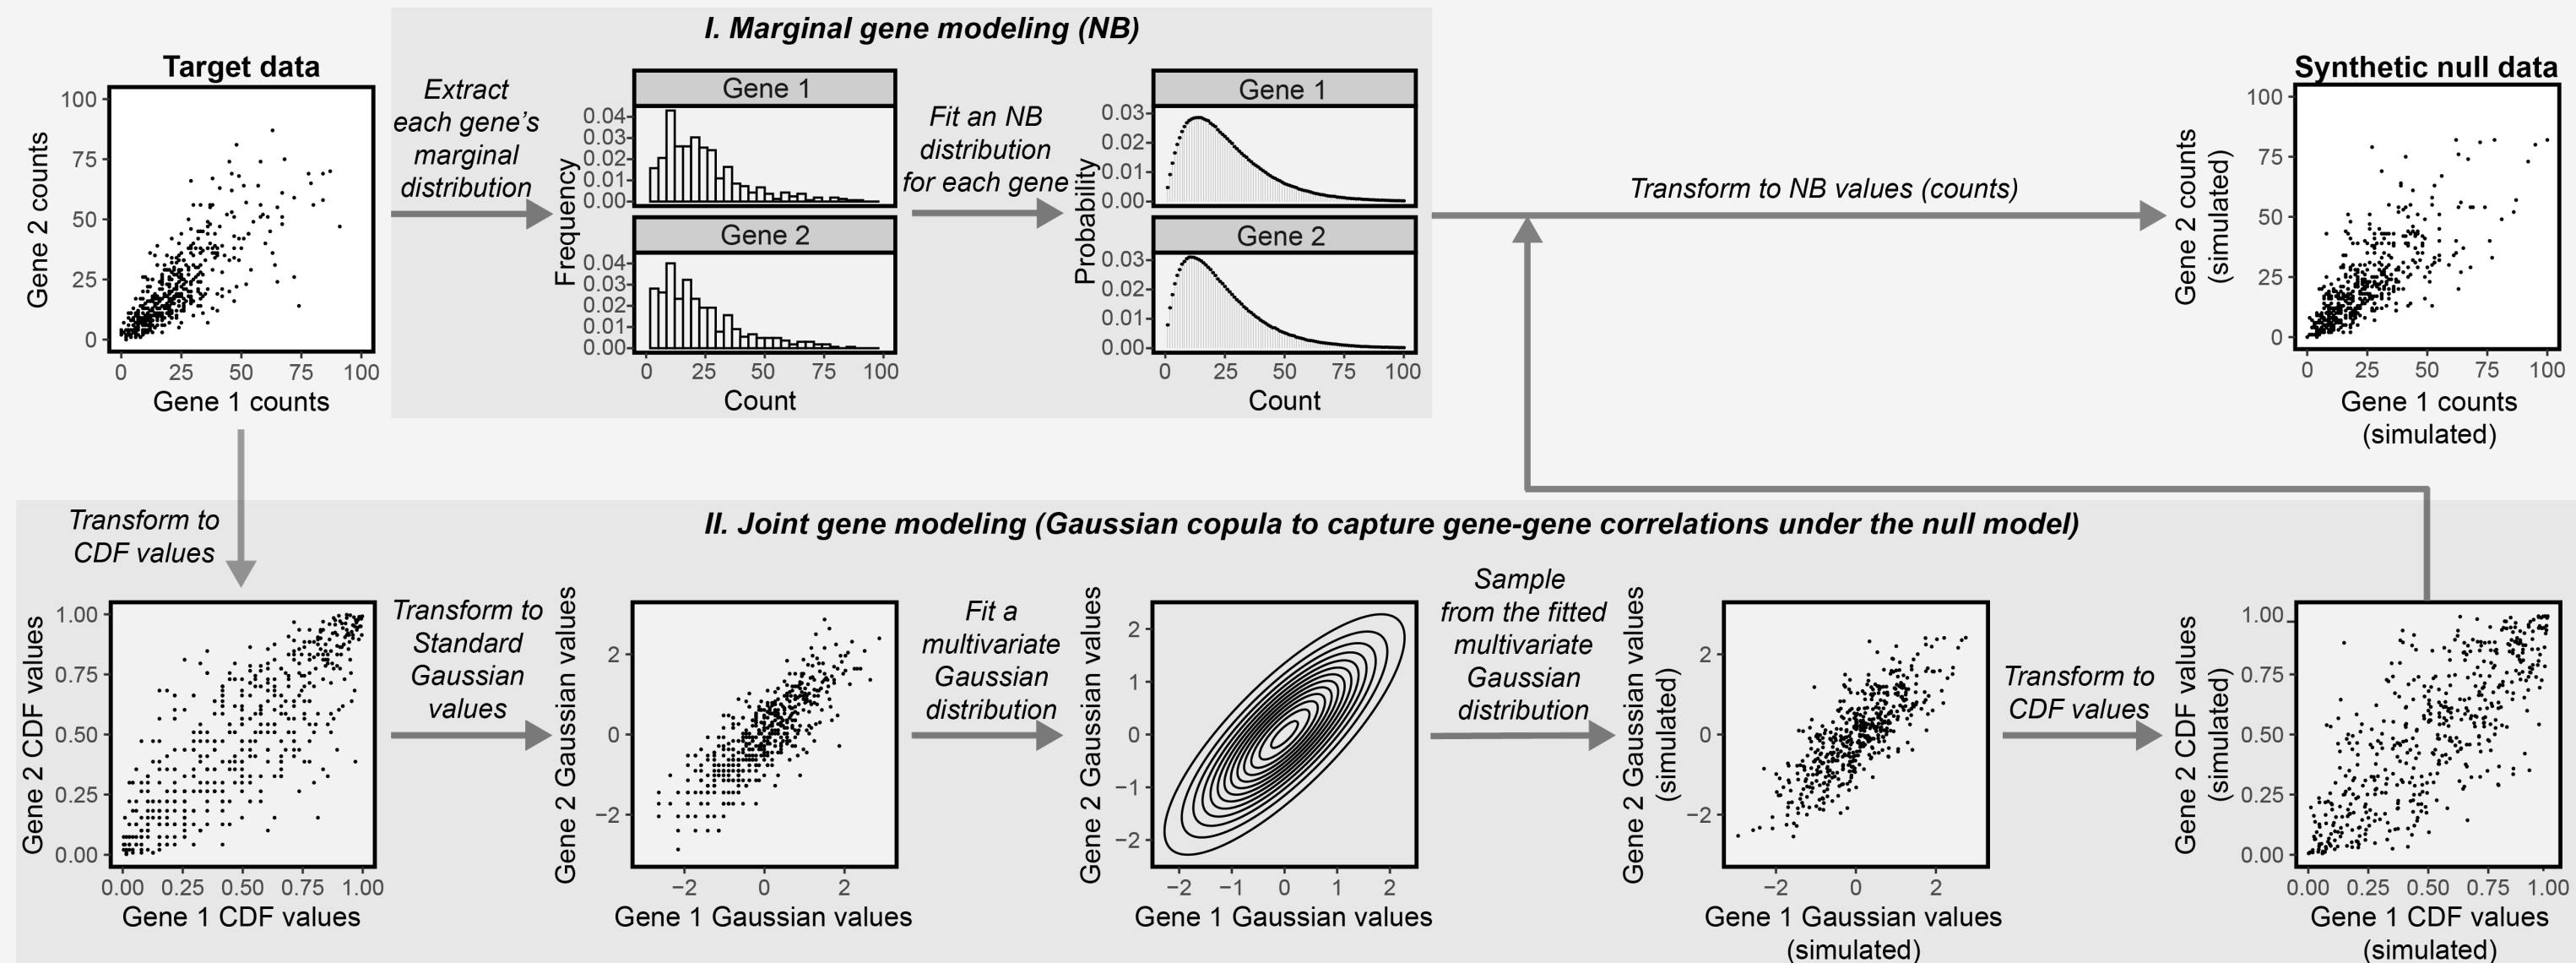 I. Marginal gene modeling (NB)
Target data
Extract
each gene’s
marginal
distribution
Gene 2 counts
100
75
50
25
0
0 25 50 75 100
Gene 1 counts
Frequency
Gene 1
0.04
0.03
0.02
0.01
0.00
Gene 2
0.04
0.03
0.02
0.01
0.00
0 25 50 75 100
Count
Fit an NB
distribution
for each gene
Probability
Gene 1
0.03
0.02
0.01
0.00
Gene 2
0.03
0.02
0.01
0.00
0 25 50 75 100
Count
Transform to NB values (counts)
Synthetic null data
Gene 2 counts
(simulated)
100
75
50
25
0
0 25 50 75 100
Gene 1 counts
(simulated)
II. Joint gene modeling (Gaussian copula to capture gene-gene correlations under the null model)
Transform to
CDF values
Gene 2 CDF values
1.00
0.75
0.50
0.25
0.00
0.00 0.25 0.50 0.75 1.00
Gene 1 CDF values
Transform to
Standard
Gaussian
values
Gene 2 Gaussian values
2
0
−2
−2 0 2
Gene 1 Gaussian values
Fit a
multivariate
Gaussian
distribution
Gene 2 Gaussian values
2
1
0
−1
−2
−2 −1 0 1 2
Gene 1 Gaussian values
Sample
from the fitted
multivariate
Gaussian
distribution
Gene 2 Gaussian values
(simulated)
2
0
−2
−2 0 2
Gene 1 Gaussian values
(simulated)
Transform to
CDF values
Gene 2 CDF values
(simulated)
1.00
0.75
0.50
0.25
0.00
0.00 0.25 0.50 0.75 1.00
Gene 1 CDF values
(simulated)